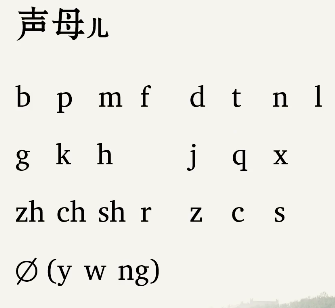 声母儿
b p m f d t n l
g k h j q x
zh ch sh r z c s
∅ (y w ng)